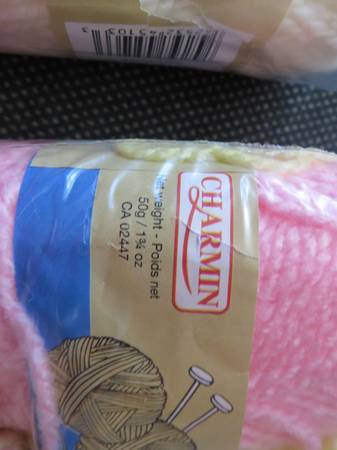 CHARMIN
Net weight - Poids net
50g / 1¾ oz
CA 02447